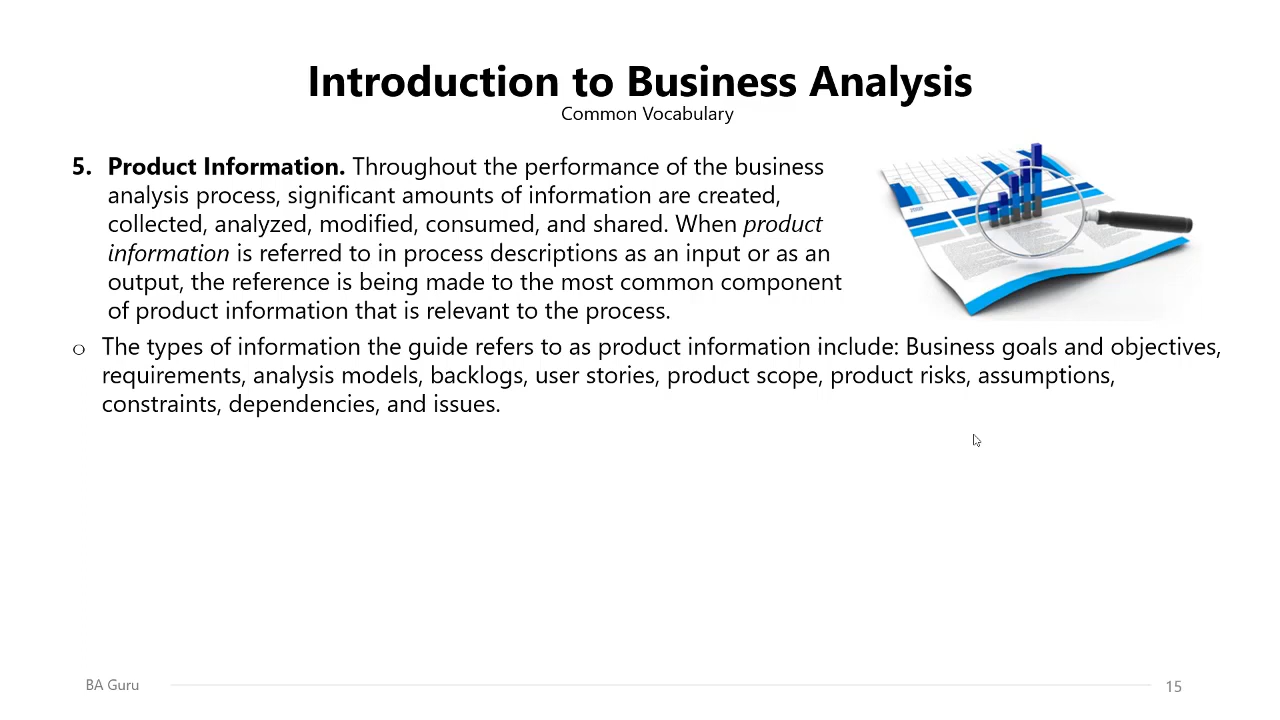 Introduction to Business Analysis
Common Vocabulary
5. Product Information. Throughout the performance of the business
analysis process, significant amounts of information are created,
collected, analyzed, modified, consumed, and shared. When product
information is referred to in process descriptions as an input or as an
output, the reference is being made to the most common component
of product information that is relevant to the process.
o The types of information the guide refers to as product information include: Business goals and objectives,
requirements, analysis models, backlogs, user stories, product scope, product risks, assumptions,
constraints, dependencies, and issues.
BA Guru
15